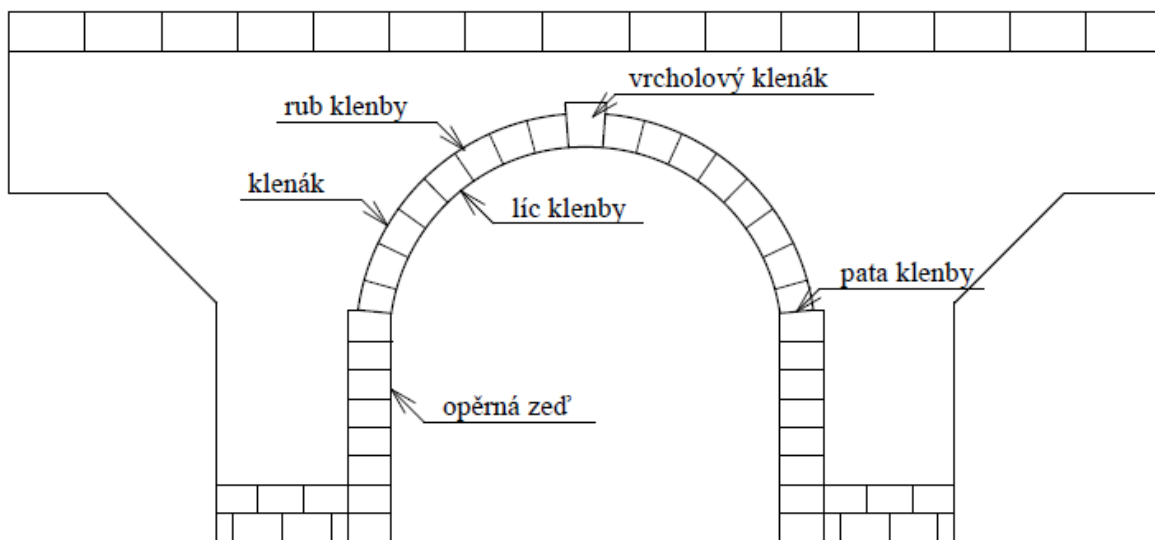 vrcholový klenák
rub klenby
klenák
líc klenby
pata klenby
opěrná zeď